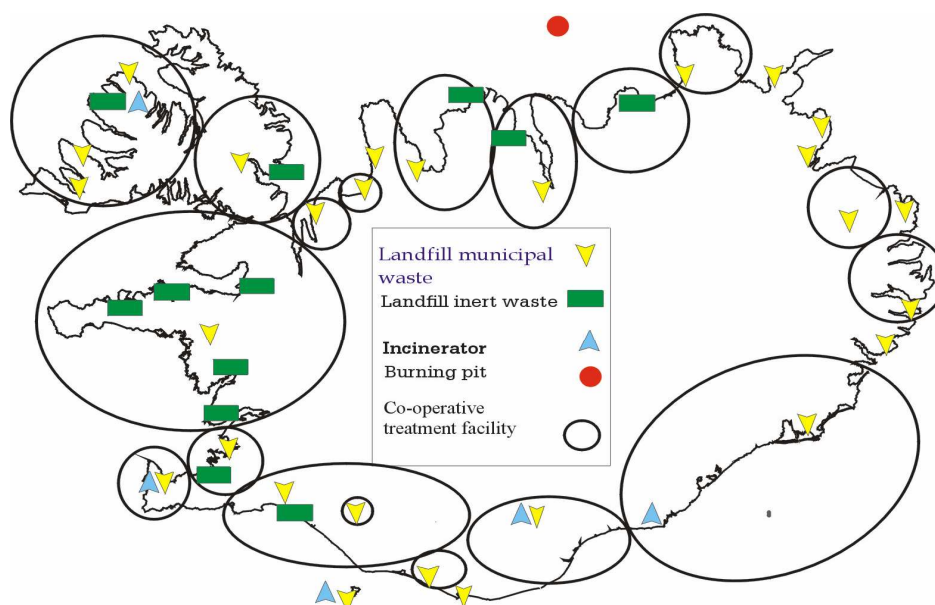 Landfill municipal
waste
Landfill inert waste
Incinerator
Burning pit
Co-operative
treatment facility